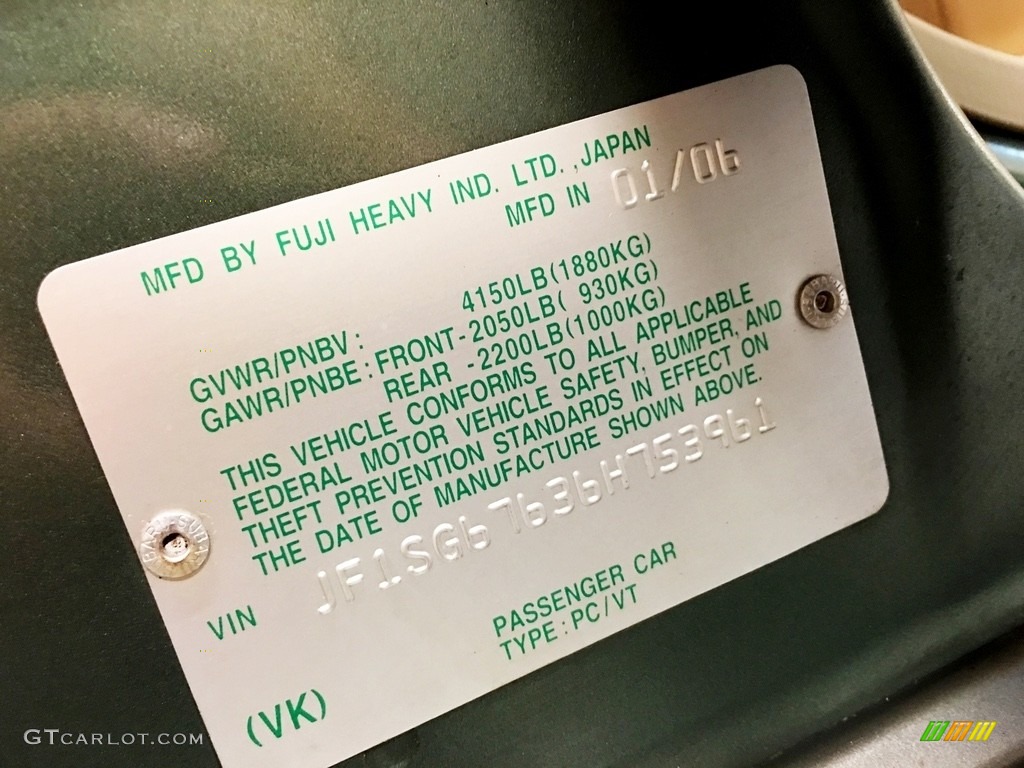 MFD BY FUJI HEAVY IND. LTD.,JAPAN
MFD IN 01/06
GVWR/PNBV: 4150LB(1880KG)
GAWR/PNBE: FRONT-2050LB( 930KG)
REAR -2200LB(1000KG)
THIS VEHICLE CONFORMS TO ALL APPLICABLE
FEDERAL MOTOR VEHICLE SAFETY, BUMPER, AND
THEFT PREVENTION STANDARDS IN EFFECT ON
THE DATE OF MANUFACTURE SHOWN ABOVE.
VIN JF1SG67636H753961
PASSENGER CAR
TYPE:PC/VT
(VK)
GTCARLOT.COM